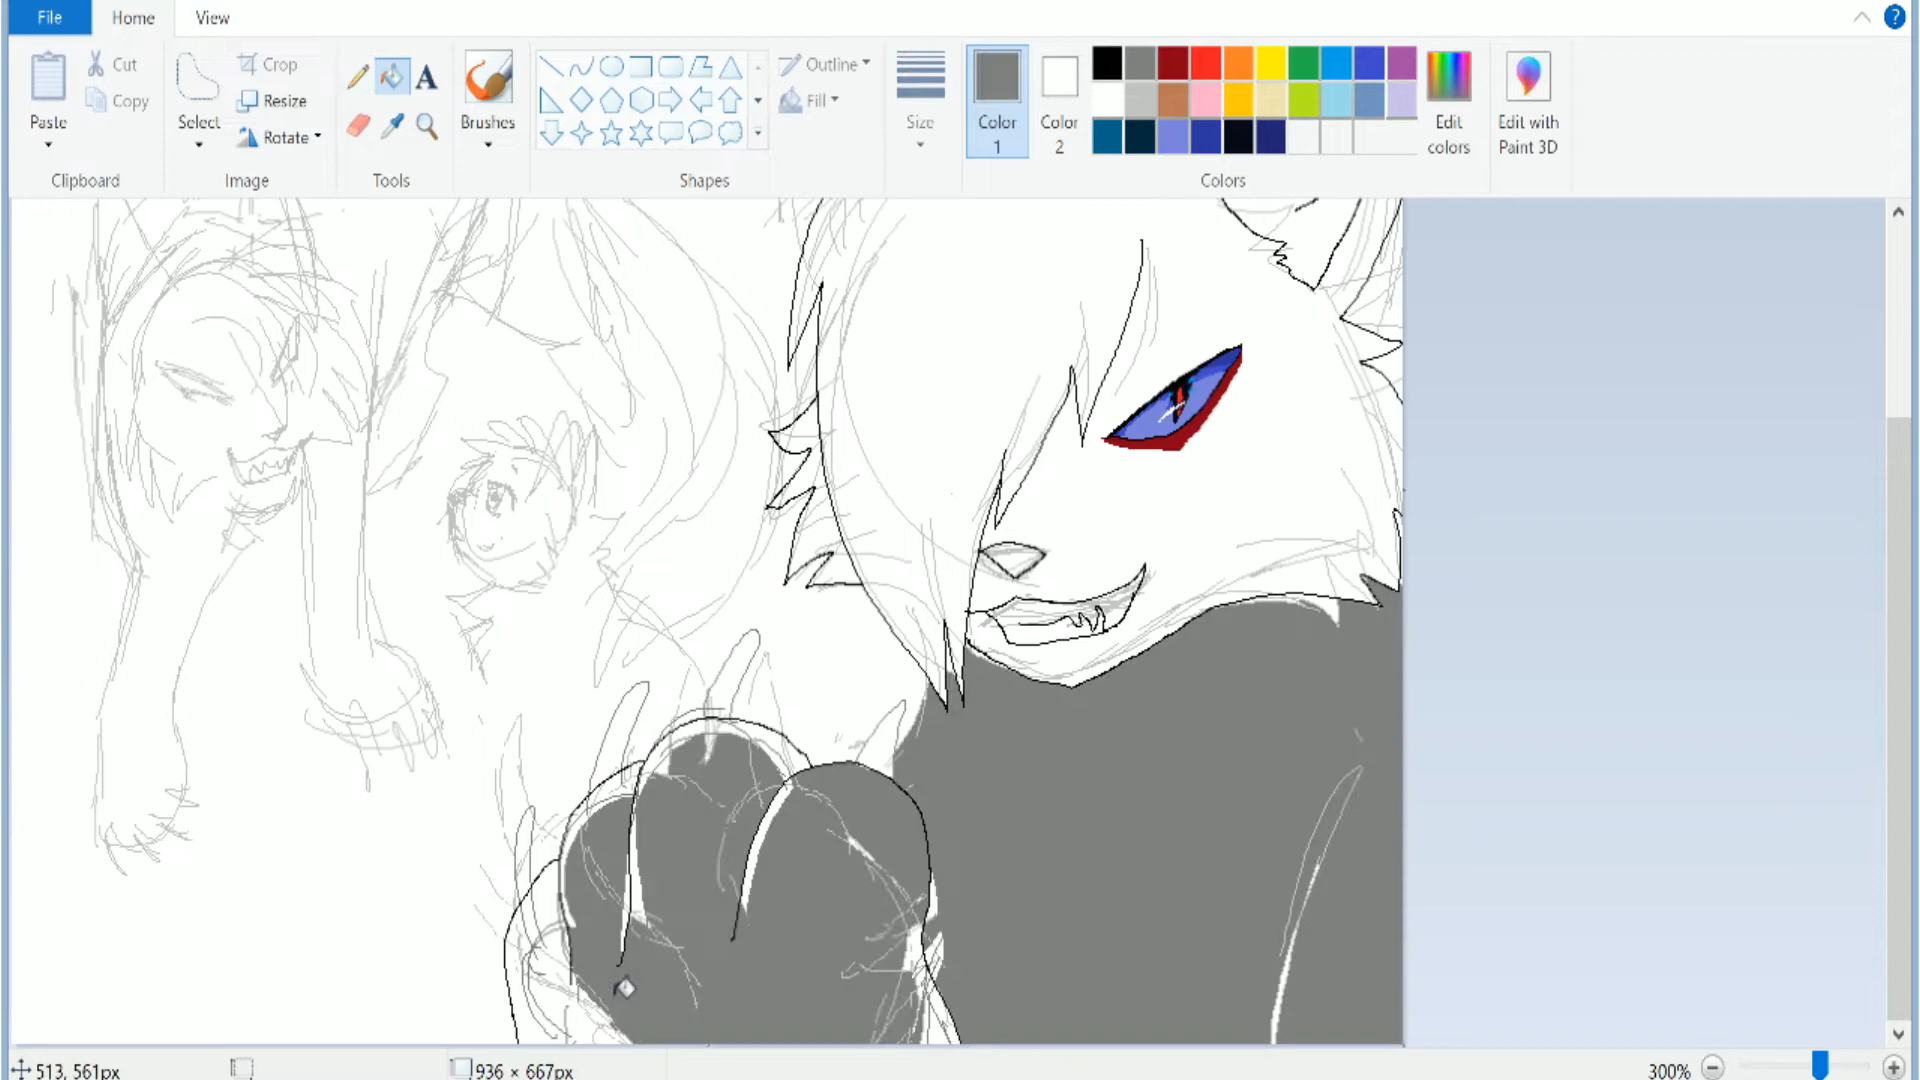 File Home View
Paste Cut Copy
Clipboard
Select Crop Resize Rotate
Image
A
Tools
Brushes
Outline Fill
Shapes
Size
Color 1
Color 2
Edit colors
Colors
Edit with Paint 3D
?
513, 561px 936 × 667px 300%